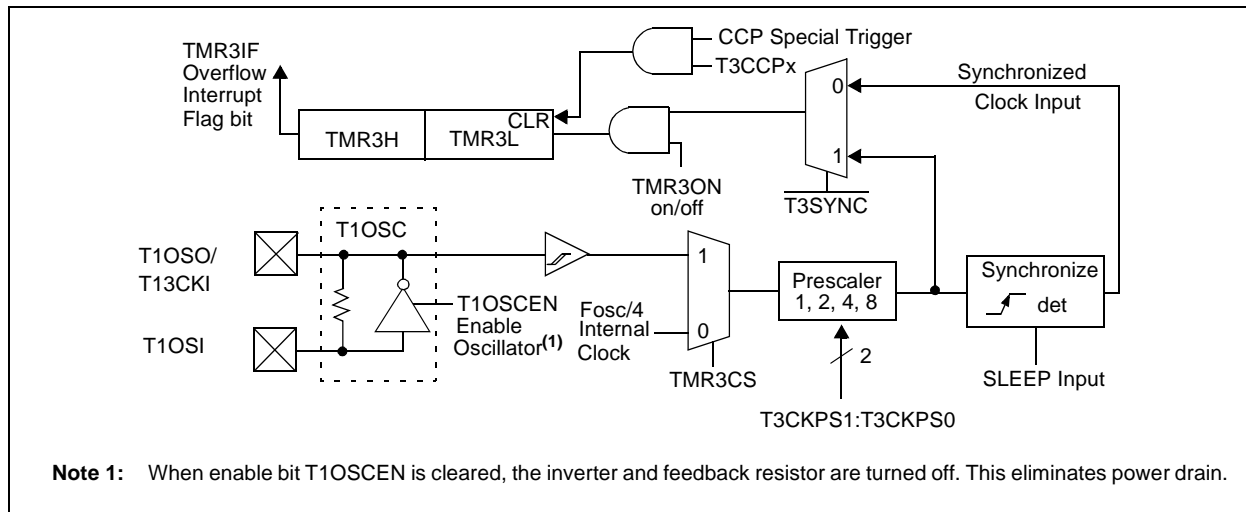 TMR3IF
Overflow
Interrupt
Flag bit
TMR3H
TMR3L
CLR
CCP Special Trigger
T3CCPx
0
1
Synchronized
Clock Input
TMR3ON
on/off
T3SYNC
T1OSC
T1OSO/
T13CKI
T1OSI
T1OSCEN
Enable
Oscillator(1)
Fosc/4
Internal
Clock
1
0
TMR3CS
Prescaler
1, 2, 4, 8
2
T3CKPS1:T3CKPS0
Synchronize
det
SLEEP Input
Note 1: When enable bit T1OSCEN is cleared, the inverter and feedback resistor are turned off. This eliminates power drain.